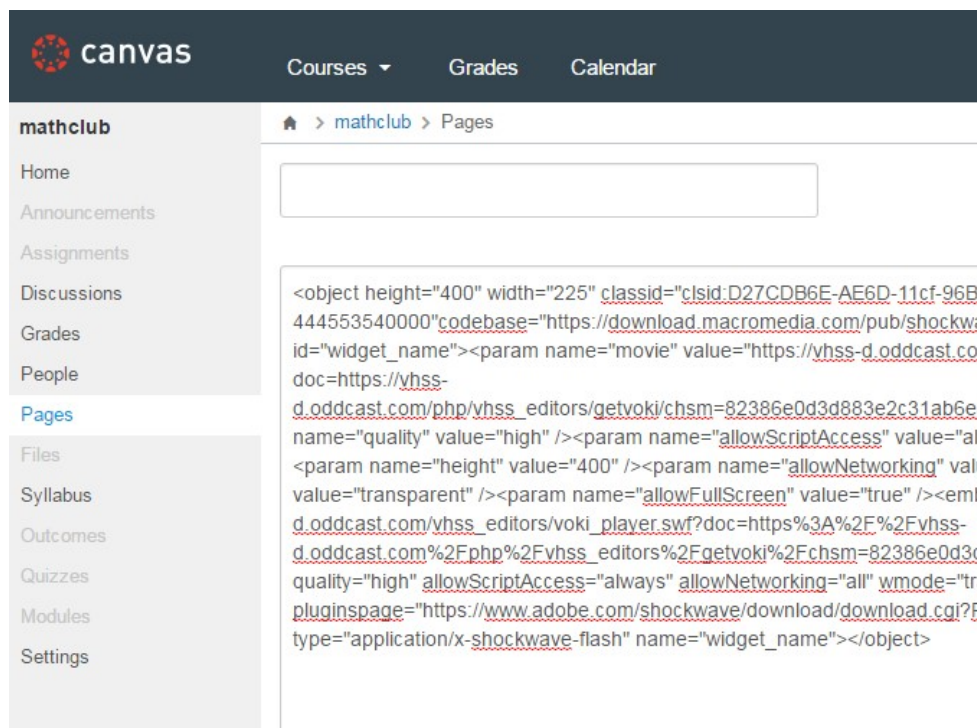 canvas
Courses
Grades
Calendar
mathclub
> mathclub > Pages
Home
Announcements
Assignments
Discussions
Grades
People
Pages
Files
Syllabus
Outcomes
Quizzes
Modules
Settings
<object height="400" width="225" classid="clsid:D27CDB6E-AE6D-11cf-96B
444553540000"codebase="https://download.macromedia.com/pub/shockwa
id="widget_name"><param name="movie" value="https://vhss-d.oddcast.co
doc=https://vhss-
d.oddcast.com/php/vhss_editors/getvoki/chsm=82386e0d3d883e2c31ab6e
name="quality" value="high" /><param name="allowScriptAccess" value="al
<param name="height" value="400" /><param name="allowNetworking" val
value="transparent" /><param name="allowFullScreen" value="true" /><em
d.oddcast.com/vhss_editors/voki_player.swf?doc=https%3A%2F%2Fvhss-
d.oddcast.com%2Fphp%2Fvhss_editors%2Fgetvoki%2Fchsm=82386e0d3
quality="high" allowScriptAccess="always" allowNetworking="all" wmode="tr
pluginspage="https://www.adobe.com/shockwave/download/download.cgi?
type="application/x-shockwave-flash" name="widget_name"></object>